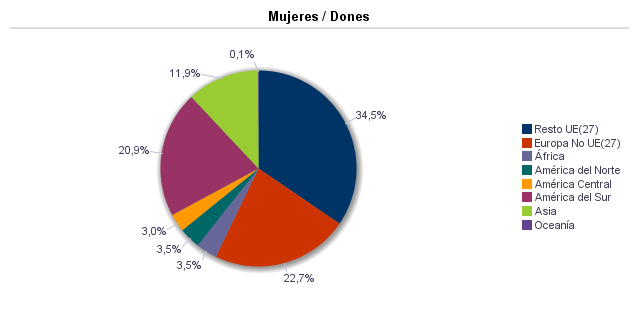 Mujeres / Dones
0,1%
11,9%
34,5%
20,9%
3,0%
3,5%
3,5%
22,7%
Resto UE(27)
Europa No UE(27)
África
América del Norte
América Central
América del Sur
Asia
Oceanía